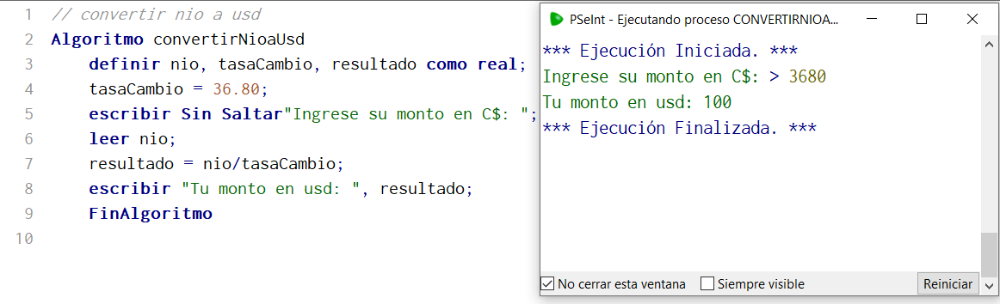 1 // convertir nio a usd
2 Algoritmo convertirNioaUsd
3 definir nio, tasaCambio, resultado como real;
4 tasaCambio = 36.80;
5 escribir Sin Saltar"Ingrese su monto en C$: ";
6 leer nio;
7 resultado = nio/tasaCambio;
8 escribir "Tu monto en usd: ", resultado;
9 FinAlgoritmo
10
PSeInt - Ejecutando proceso CONVERTIRNIOA...
*** Ejecución Iniciada. ***
Ingrese su monto en C$: > 3680
Tu monto en usd: 100
*** Ejecución Finalizada. ***
No cerrar esta ventana Siempre visible Reiniciar